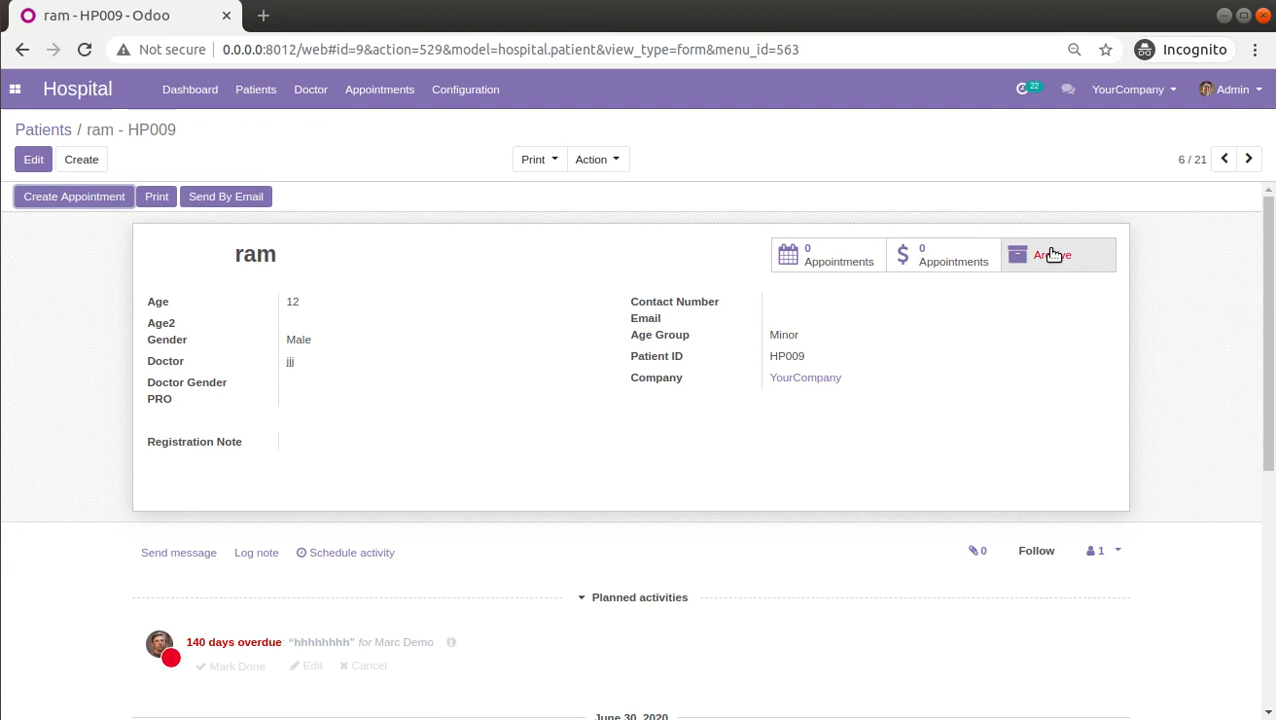 ram - HP009 - Odoo
Not secure 0.0.0.0:8012/web#id=9&action=529&model=hospital.patient&view_type=form&menu_id=563 Incognito
Hospital Dashboard Patients Doctor Appointments Configuration 22 YourCompany Admin
Patients / ram - HP009
Edit Create Print Action 6 / 21
Create Appointment Print Send By Email
ram
0
Appointments
0
Appointments
Age 12
Age2
Gender Male
Doctor jjj
Doctor Gender
PRO
Registration Note
Contact Number
Email
Age Group Minor
Patient ID HP009
Company YourCompany
Send message Log note Schedule activity 0 Follow 1
Planned activities
140 days overdue: “hhhhhhhh” for Marc Demo
Mark Done Edit Cancel
June 30, 2020